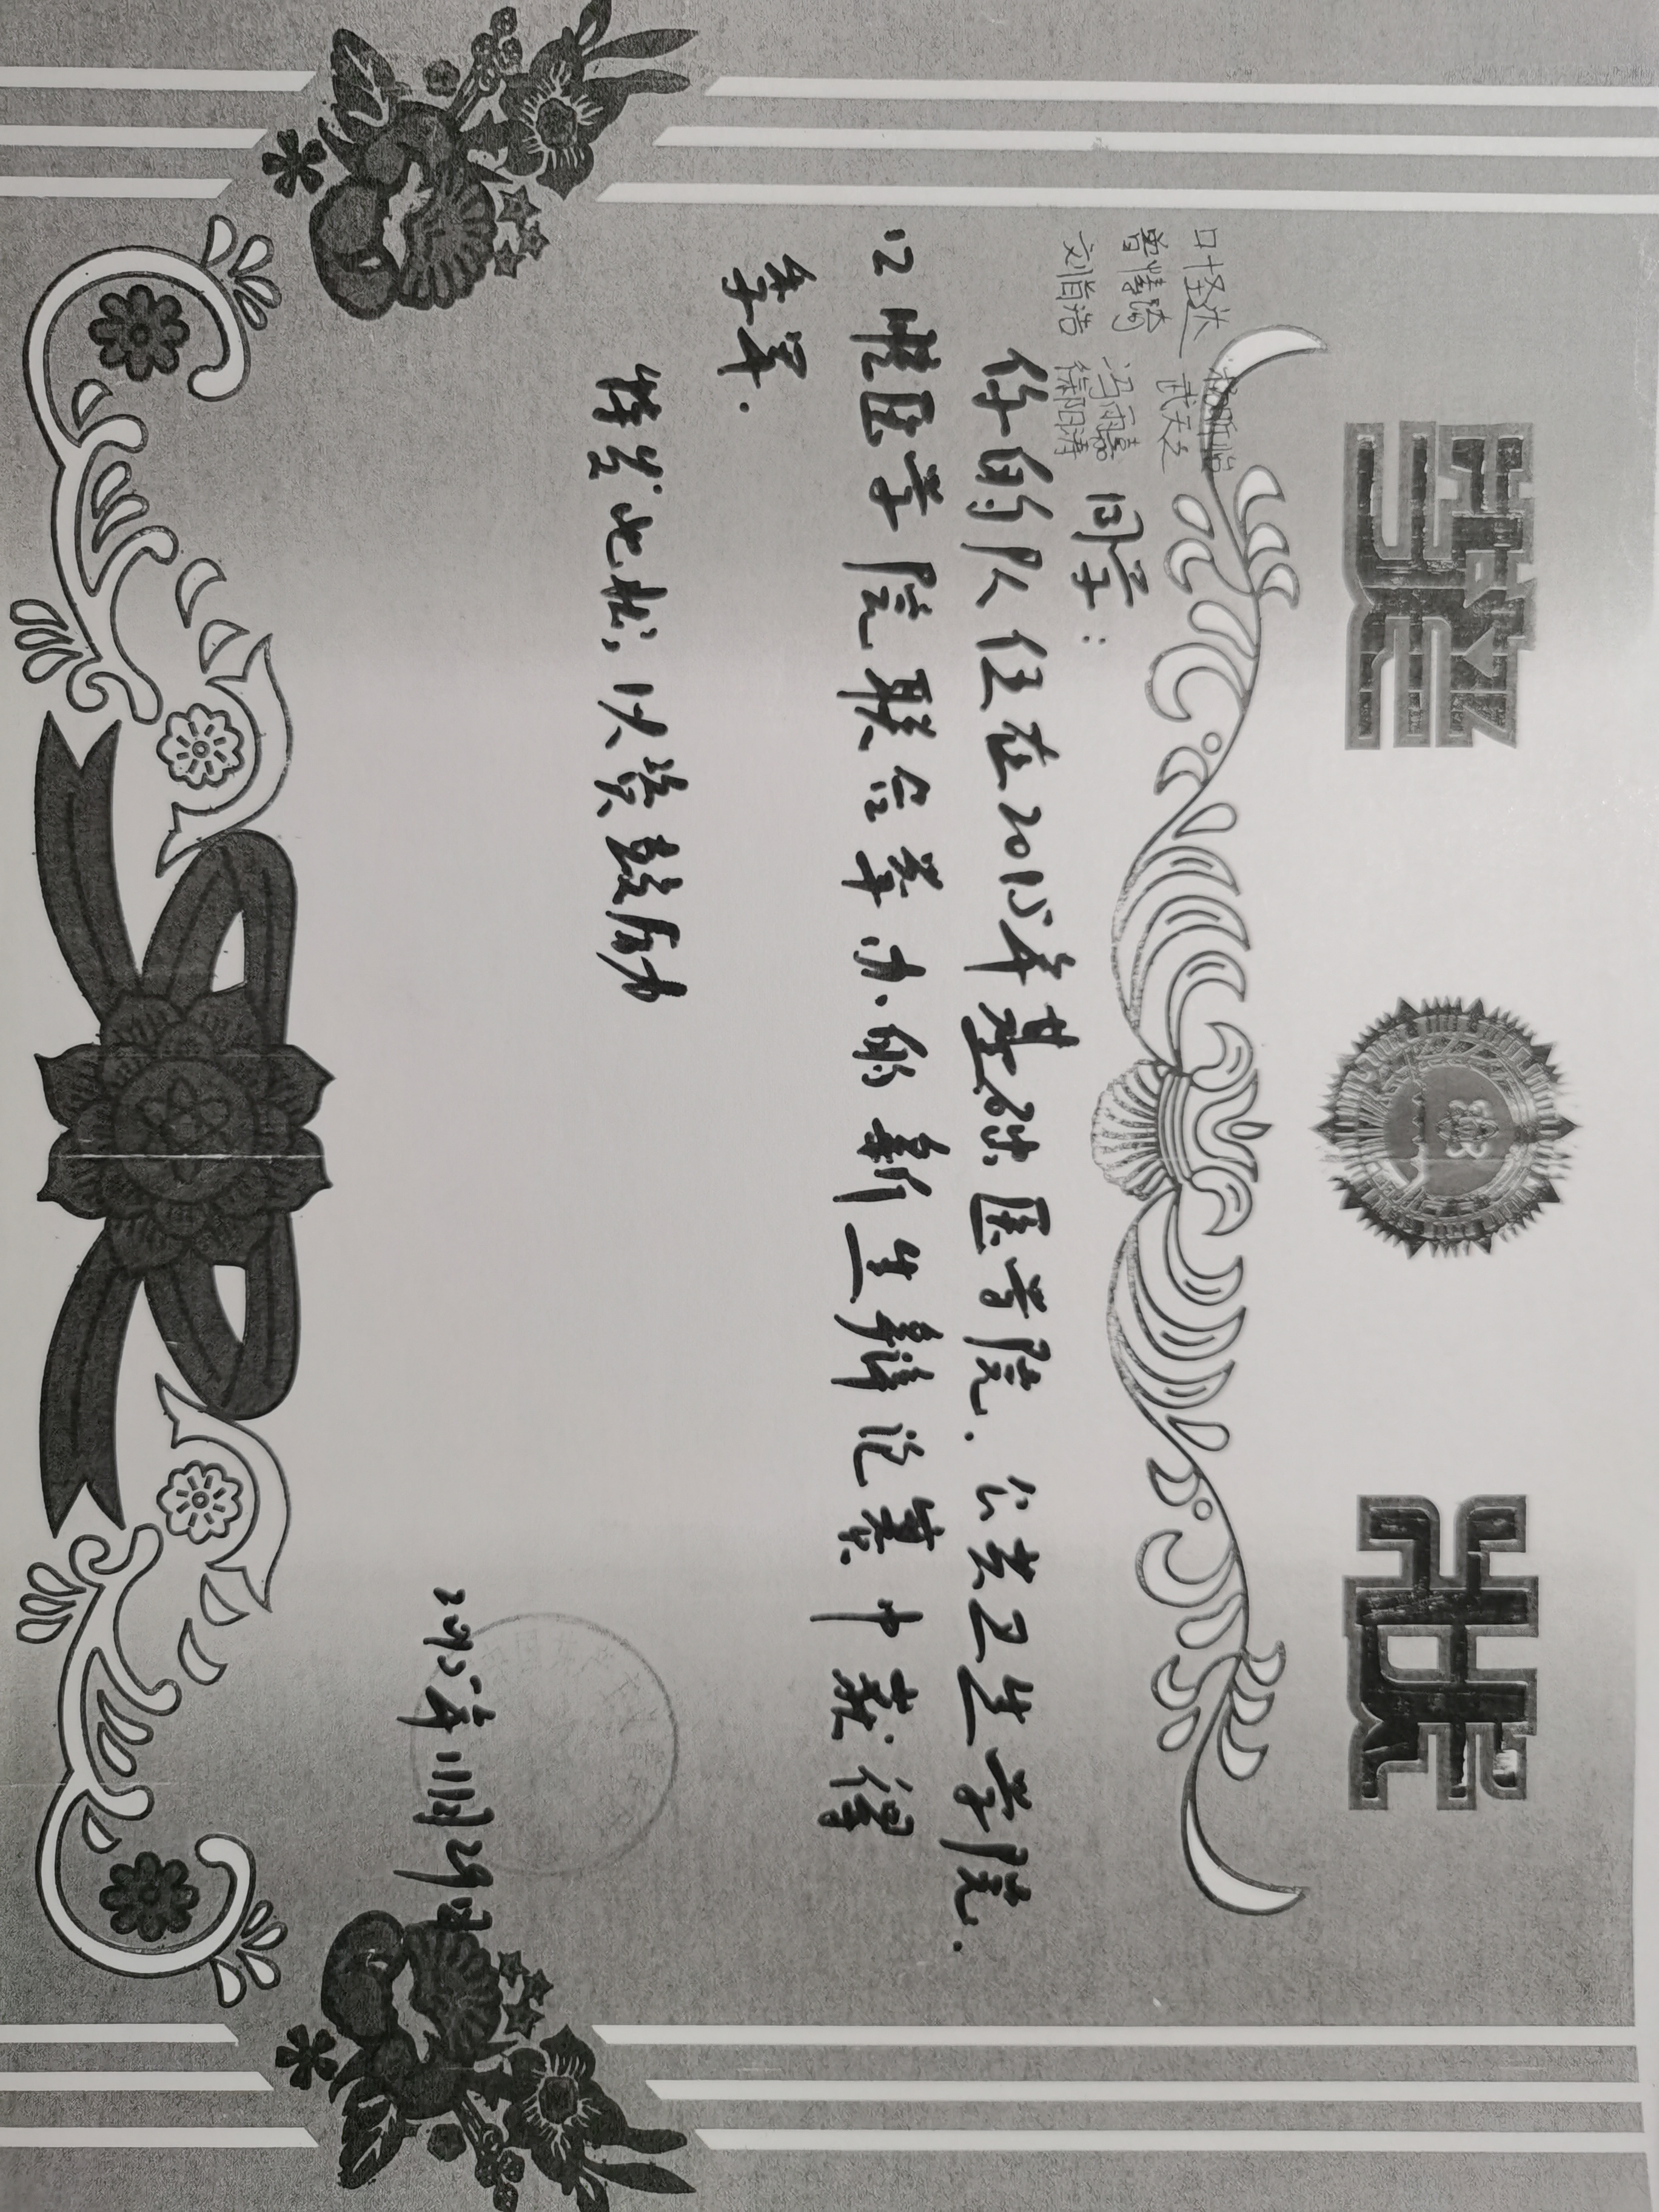 奖 状
叶圣达 杨昕怡
武天之
曾情琦
冯雨嘉
刘怡浩 徐阳涛
同学:
你的队伍在2015年基础医学院、公共卫生学院、
口腔医学院联合举办的新生辩论赛中获得
季军.
特发此状,以资鼓励
2015年11月29日